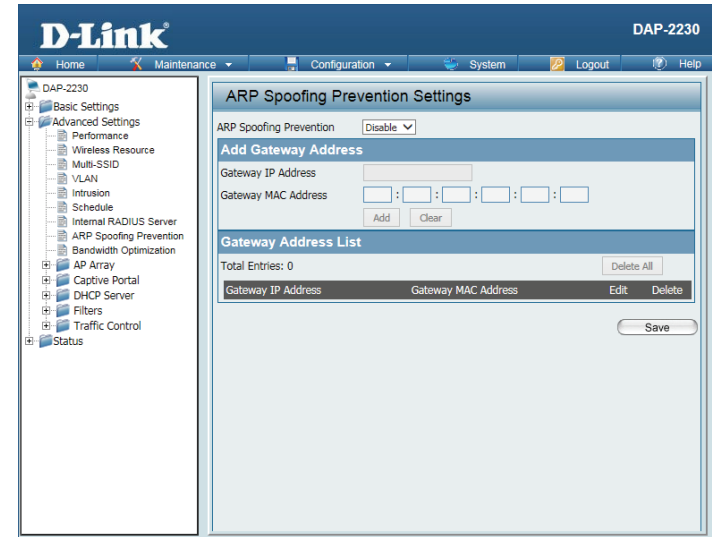 D-Link
DAP-2230
Home Maintenance Configuration System Logout Help
DAP-2230
Basic Settings
Advanced Settings
Performance
Wireless Resource
Multi-SSID
VLAN
Intrusion
Schedule
Internal RADIUS Server
ARP Spoofing Prevention
Bandwidth Optimization
AP Array
Captive Portal
DHCP Server
Filters
Traffic Control
Status
ARP Spoofing Prevention Settings
ARP Spoofing Prevention Disable
Add Gateway Address
Gateway IP Address
Gateway MAC Address : : : : :
Add Clear
Gateway Address List
Total Entries: 0 Delete All
Gateway IP Address Gateway MAC Address Edit Delete
Save